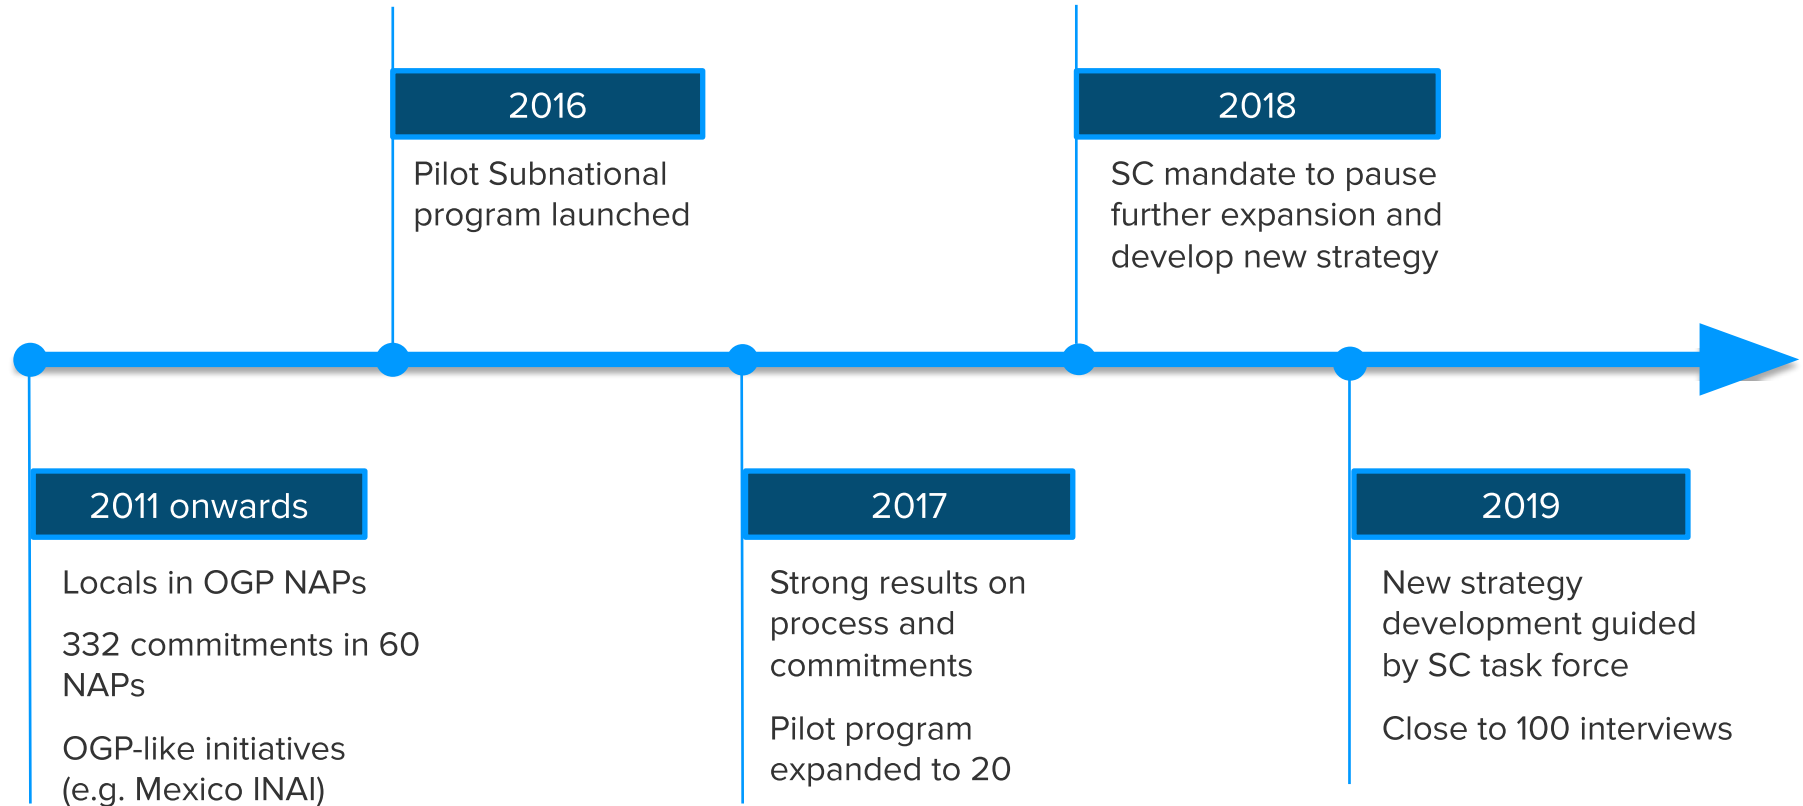 2016
Pilot Subnational
program launched
2018
SC mandate to pause
further expansion and
develop new strategy
2011 onwards
Locals in OGP NAPs
332 commitments in 60
NAPs
OGP-like initiatives
(e.g. Mexico INAI)
2017
Strong results on
process and
commitments
Pilot program
expanded to 20
2019
New strategy
development guided
by SC task force
Close to 100 interviews